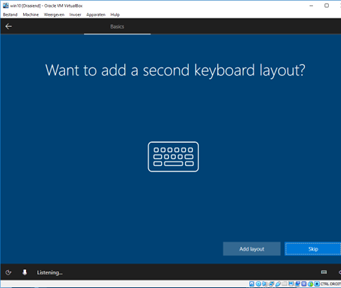 win10 [Draaiend] - Oracle VM VirtualBox
Bestand Machine Weergeven Invoer Apparaten Hulp
Basics
Want to add a second keyboard layout?
Add layout
Skip
Listening...
CTRL DROITE